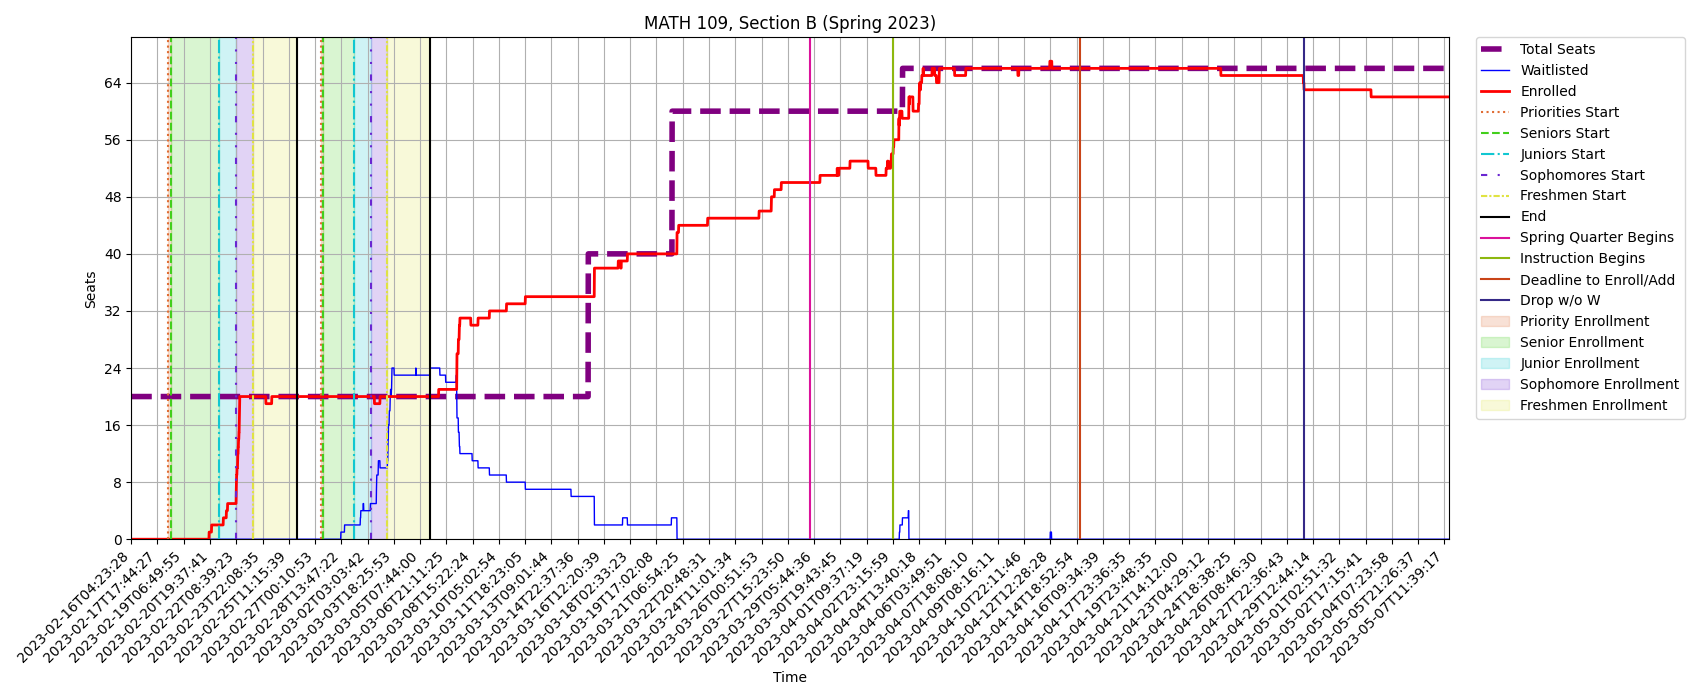 MATH 109, Section B (Spring 2023)
Seats
64
56
48
40
32
24
16
8
0
2023-02-16T04:23:28
2023-02-17T17:44:27
2023-02-19T06:49:55
2023-02-20T19:37:41
2023-02-22T08:39:23
2023-02-23T22:08:35
2023-02-25T11:15:39
2023-02-27T00:10:53
2023-02-28T13:47:22
2023-03-02T03:03:42
2023-03-03T18:25:53
2023-03-05T07:44:00
2023-03-06T21:11:25
2023-03-08T15:22:24
2023-03-10T05:02:54
2023-03-11T18:23:05
2023-03-13T09:01:44
2023-03-14T22:37:36
2023-03-16T12:20:39
2023-03-18T02:33:23
2023-03-19T17:02:08
2023-03-21T06:54:25
2023-03-22T20:48:31
2023-03-24T11:01:34
2023-03-26T00:51:53
2023-03-27T15:23:50
2023-03-29T05:44:36
2023-03-30T19:43:45
2023-04-01T09:37:19
2023-04-02T23:15:59
2023-04-04T13:40:18
2023-04-06T03:49:51
2023-04-07T18:08:10
2023-04-09T08:16:11
2023-04-10T22:11:46
2023-04-12T12:28:28
2023-04-14T18:52:54
2023-04-16T09:34:39
2023-04-17T23:36:35
2023-04-19T23:48:35
2023-04-21T14:12:00
2023-04-23T04:29:12
2023-04-24T18:38:25
2023-04-26T08:46:30
2023-04-27T22:36:43
2023-04-29T12:44:14
2023-05-01T02:51:32
2023-05-02T17:15:41
2023-05-04T07:23:58
2023-05-05T21:26:37
2023-05-07T11:39:17
Time
Total Seats
Waitlisted
Enrolled
Priorities Start
Seniors Start
Juniors Start
Sophomores Start
Freshmen Start
End
Spring Quarter Begins
Instruction Begins
Deadline to Enroll/Add
Drop w/o W
Priority Enrollment
Senior Enrollment
Junior Enrollment
Sophomore Enrollment
Freshmen Enrollment